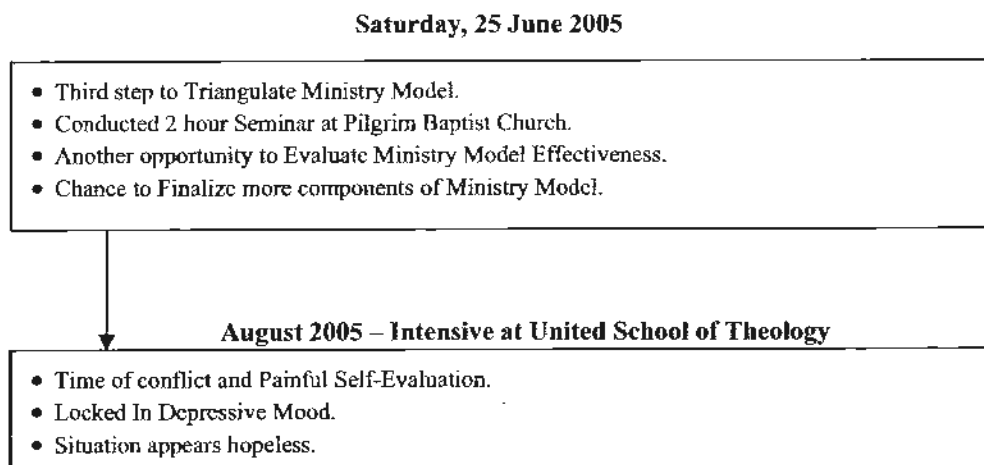 Saturday, 25 June 2005
• Third step to Triangulate Ministry Model.
• Conducted 2 hour Seminar at Pilgrim Baptist Church.
• Another opportunity to Evaluate Ministry Model Effectiveness.
• Chance to Finalize more components of Ministry Model.
August 2005 – Intensive at United School of Theology
• Time of conflict and Painful Self-Evaluation.
• Locked In Depressive Mood.
• Situation appears hopeless.